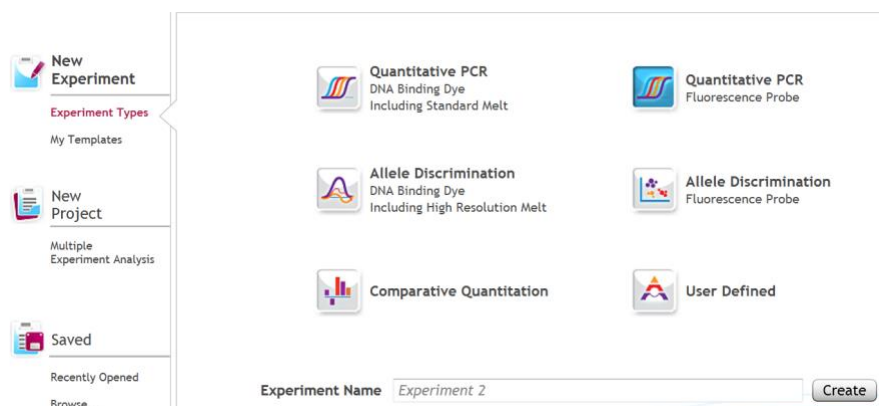 New
Experiment
Experiment Types
My Templates
New
Project
Multiple
Experiment Analysis
Saved
Recently Opened
Browse
Quantitative PCR
DNA Binding Dye
Including Standard Melt
Quantitative PCR
Fluorescence Probe
Allele Discrimination
DNA Binding Dye
Including High Resolution Melt
Allele Discrimination
Fluorescence Probe
Comparative Quantitation
User Defined
Experiment Name Experiment 2 Create